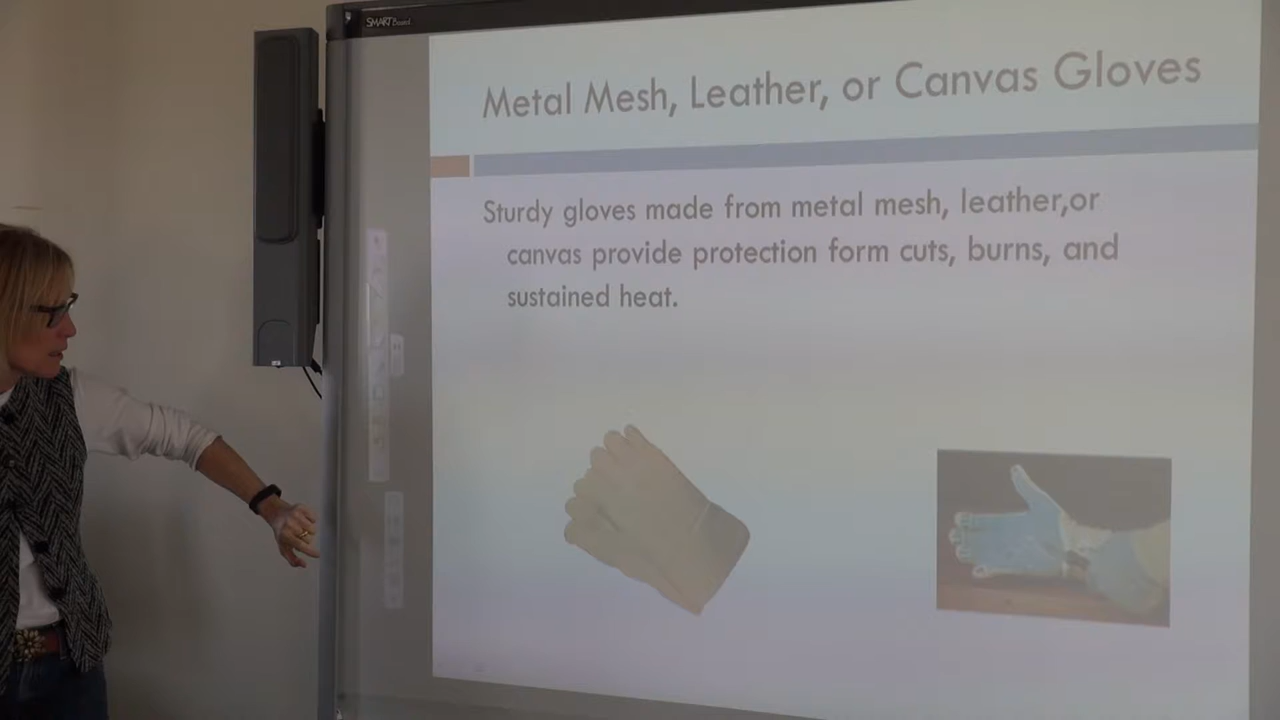 SMART Board
Metal Mesh, Leather, or Canvas Gloves
Sturdy gloves made from metal mesh, leather,or
canvas provide protection form cuts, burns, and
sustained heat.